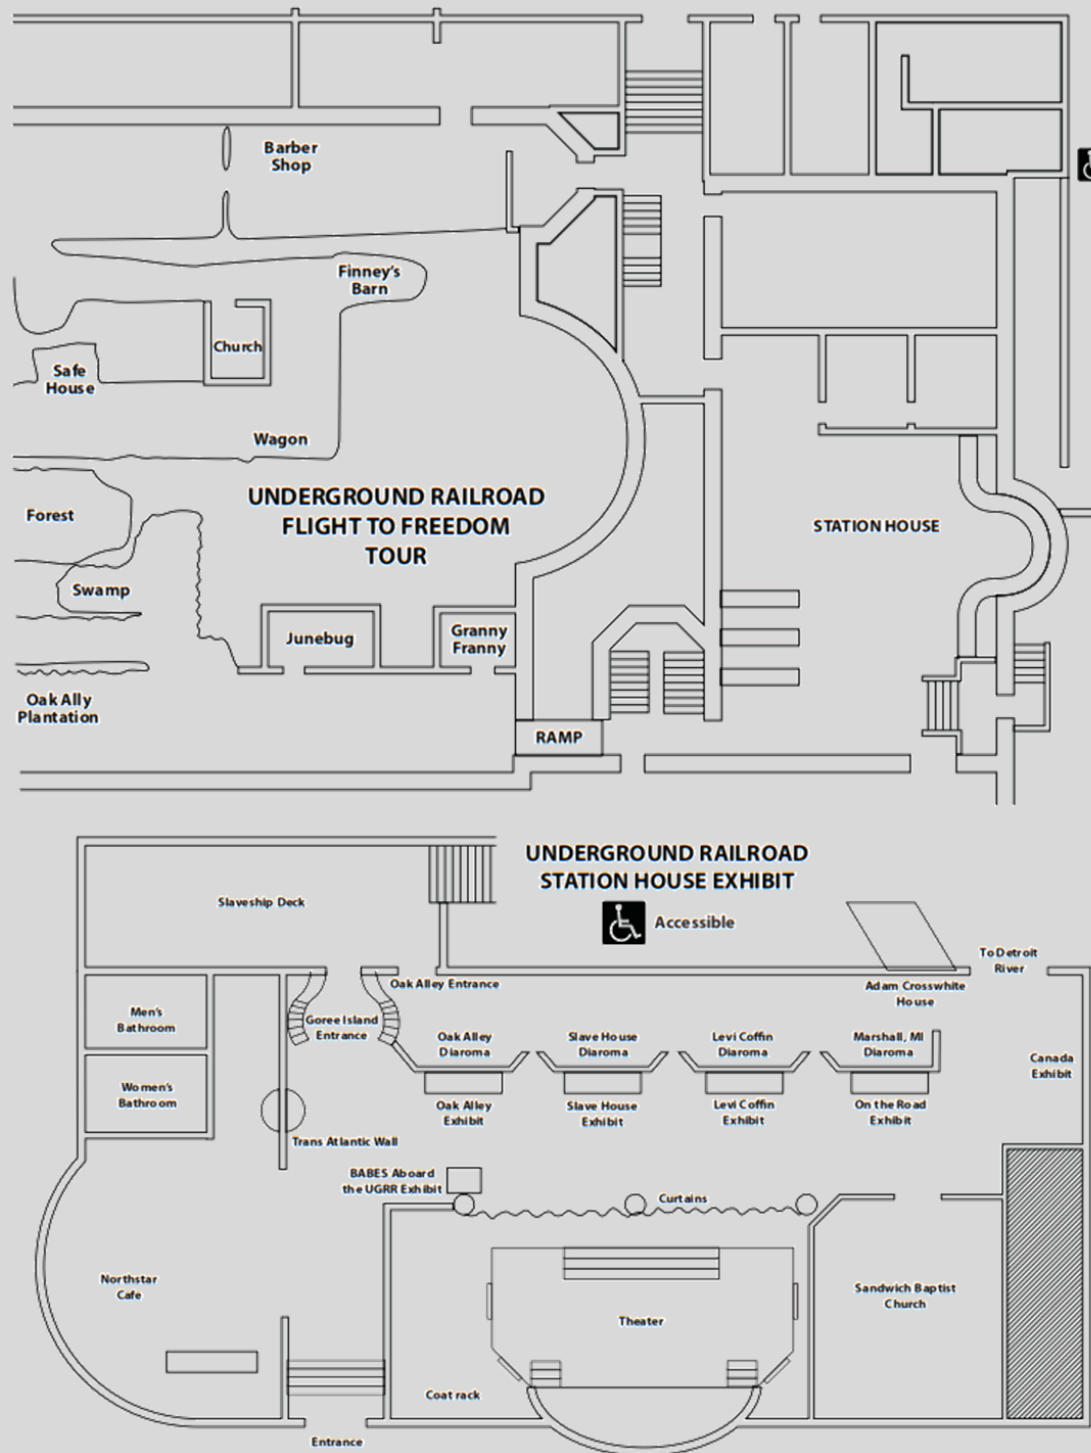 Barber
Shop
Finney's
Barn
Church
Safe
House
Wagon
UNDERGROUND RAILROAD
FLIGHT TO FREEDOM
TOUR
Forest
STATION HOUSE
Swamp
Junebug
Granny
Franny
Oak Ally
Plantation
RAMP
UNDERGROUND RAILROAD
STATION HOUSE EXHIBIT
Accessible
Slaveship Deck
To Detroit
River
Oak Alley Entrance
Adam Crosswhite
House
Men's
Bathroom
Goree Island
Entrance
Oak Alley
Diaroma
Slave House
Diaroma
Levi Coffin
Diaroma
Marshall, MI
Diaroma
Canada
Exhibit
Women's
Bathroom
Oak Alley
Exhibit
Slave House
Exhibit
Levi Coffin
Exhibit
On the Road
Exhibit
Trans Atlantic Wall
BABES Aboard
the UGRR Exhibit
Curtains
Northstar
Cafe
Theater
Sandwich Baptist
Church
Coat rack
Entrance